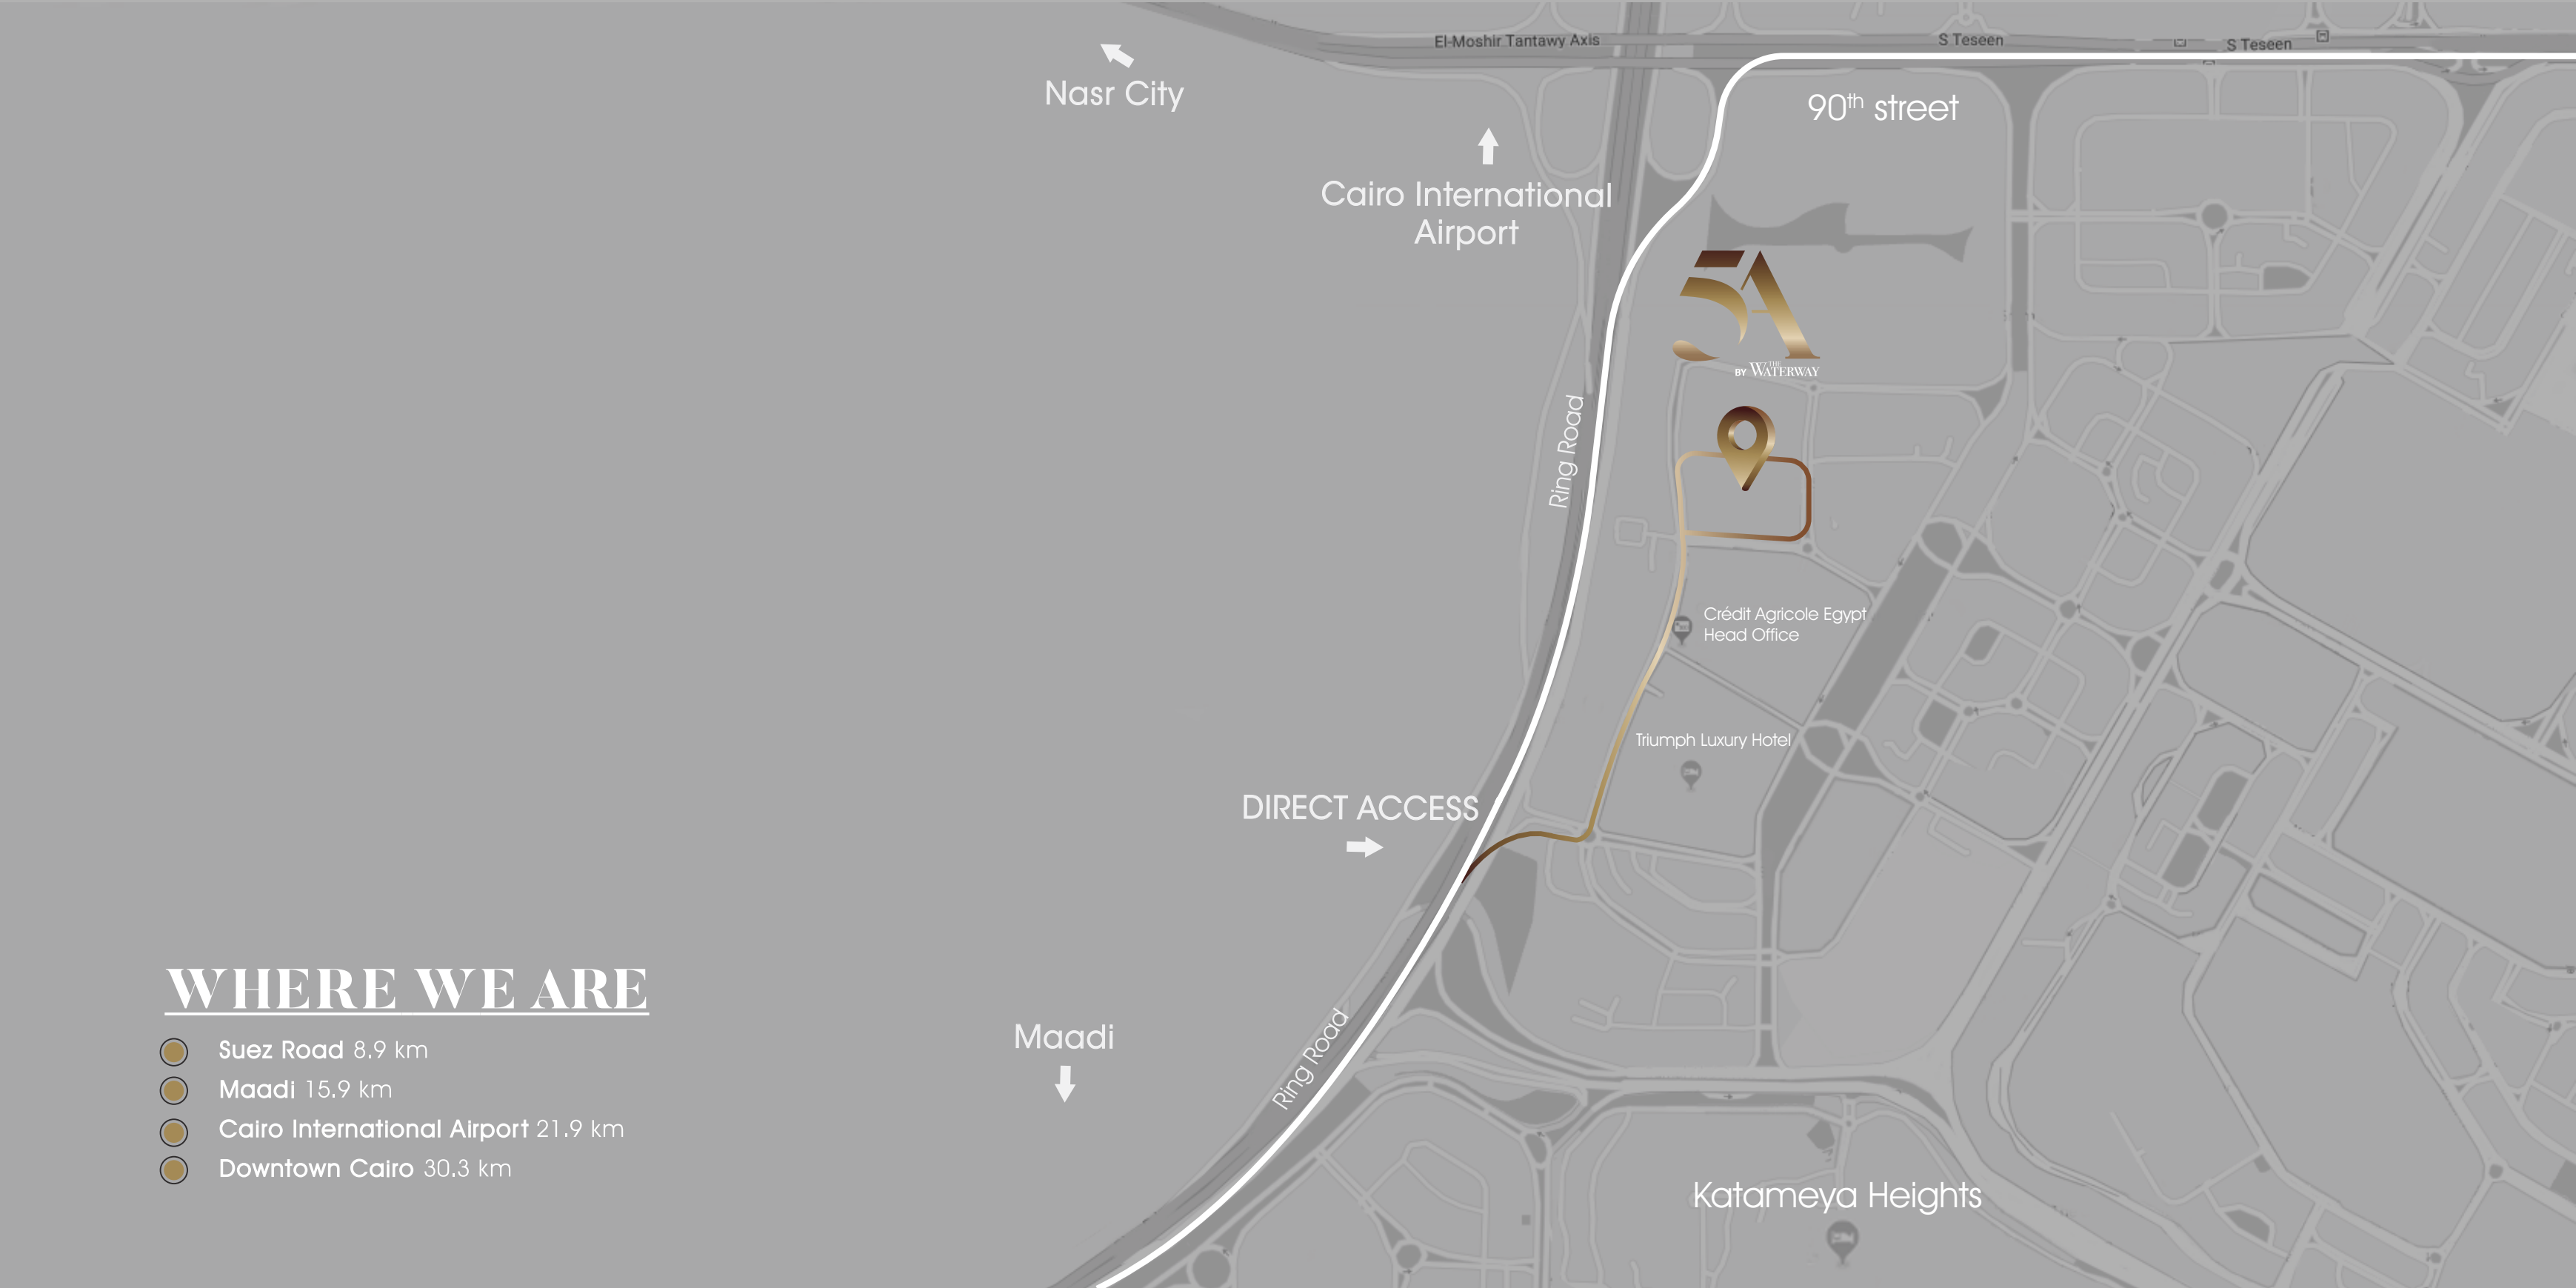 El-Moshir Tantawy Axis
S Teseen
S Teseen
Nasr City
90th street
Cairo International
Airport
5A
BY THE WATERWAY
Ring Road
Crédit Agricole Egypt
Head Office
Triumph Luxury Hotel
DIRECT ACCESS
WHERE WE ARE
Suez Road 8.9 km
Maadi 15.9 km
Cairo International Airport 21.9 km
Downtown Cairo 30.3 km
Maadi
Ring Road
Katameya Heights